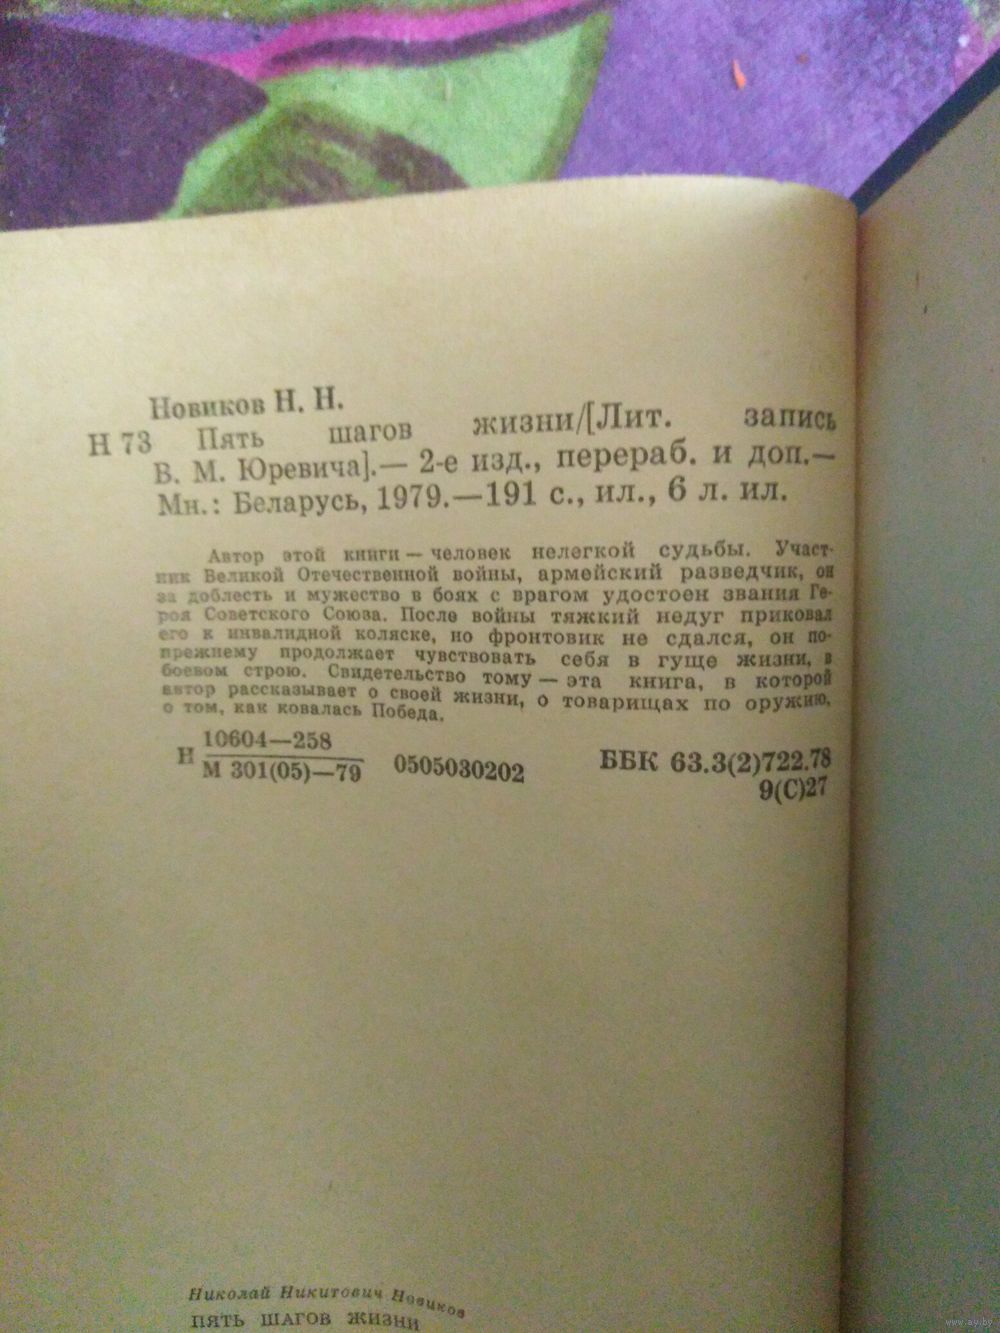 Новиков Н. Н.
Н 73 Пять шагов жизни/[Лит. запись
В. М. Юревича].— 2-е изд., перераб. и доп.—
Мн.: Беларусь, 1979.—191 с., ил., 6 л. ил.
Автор этой книги — человек нелегкой судьбы. Участ-
ник Великой Отечественной войны, армейский разведчик, он
за доблесть и мужество в боях с врагом удостоен звания Ге-
роя Советского Союза. После войны тяжкий недуг приковал
его к инвалидной коляске, но фронтовик не сдался, он по-
прежнему продолжает чувствовать себя в гуще жизни, в
боевом строю. Свидетельство тому — эта книга, в которой
автор рассказывает о своей жизни, о товарищах по оружию,
о том, как ковалась Победа.
Н 10604—258
М 301(05)—79 0505030202 ББК 63.3(2)722.78
9(С)27
Николай Никитович Новиков
ПЯТЬ ШАГОВ ЖИЗНИ
www.ay.by